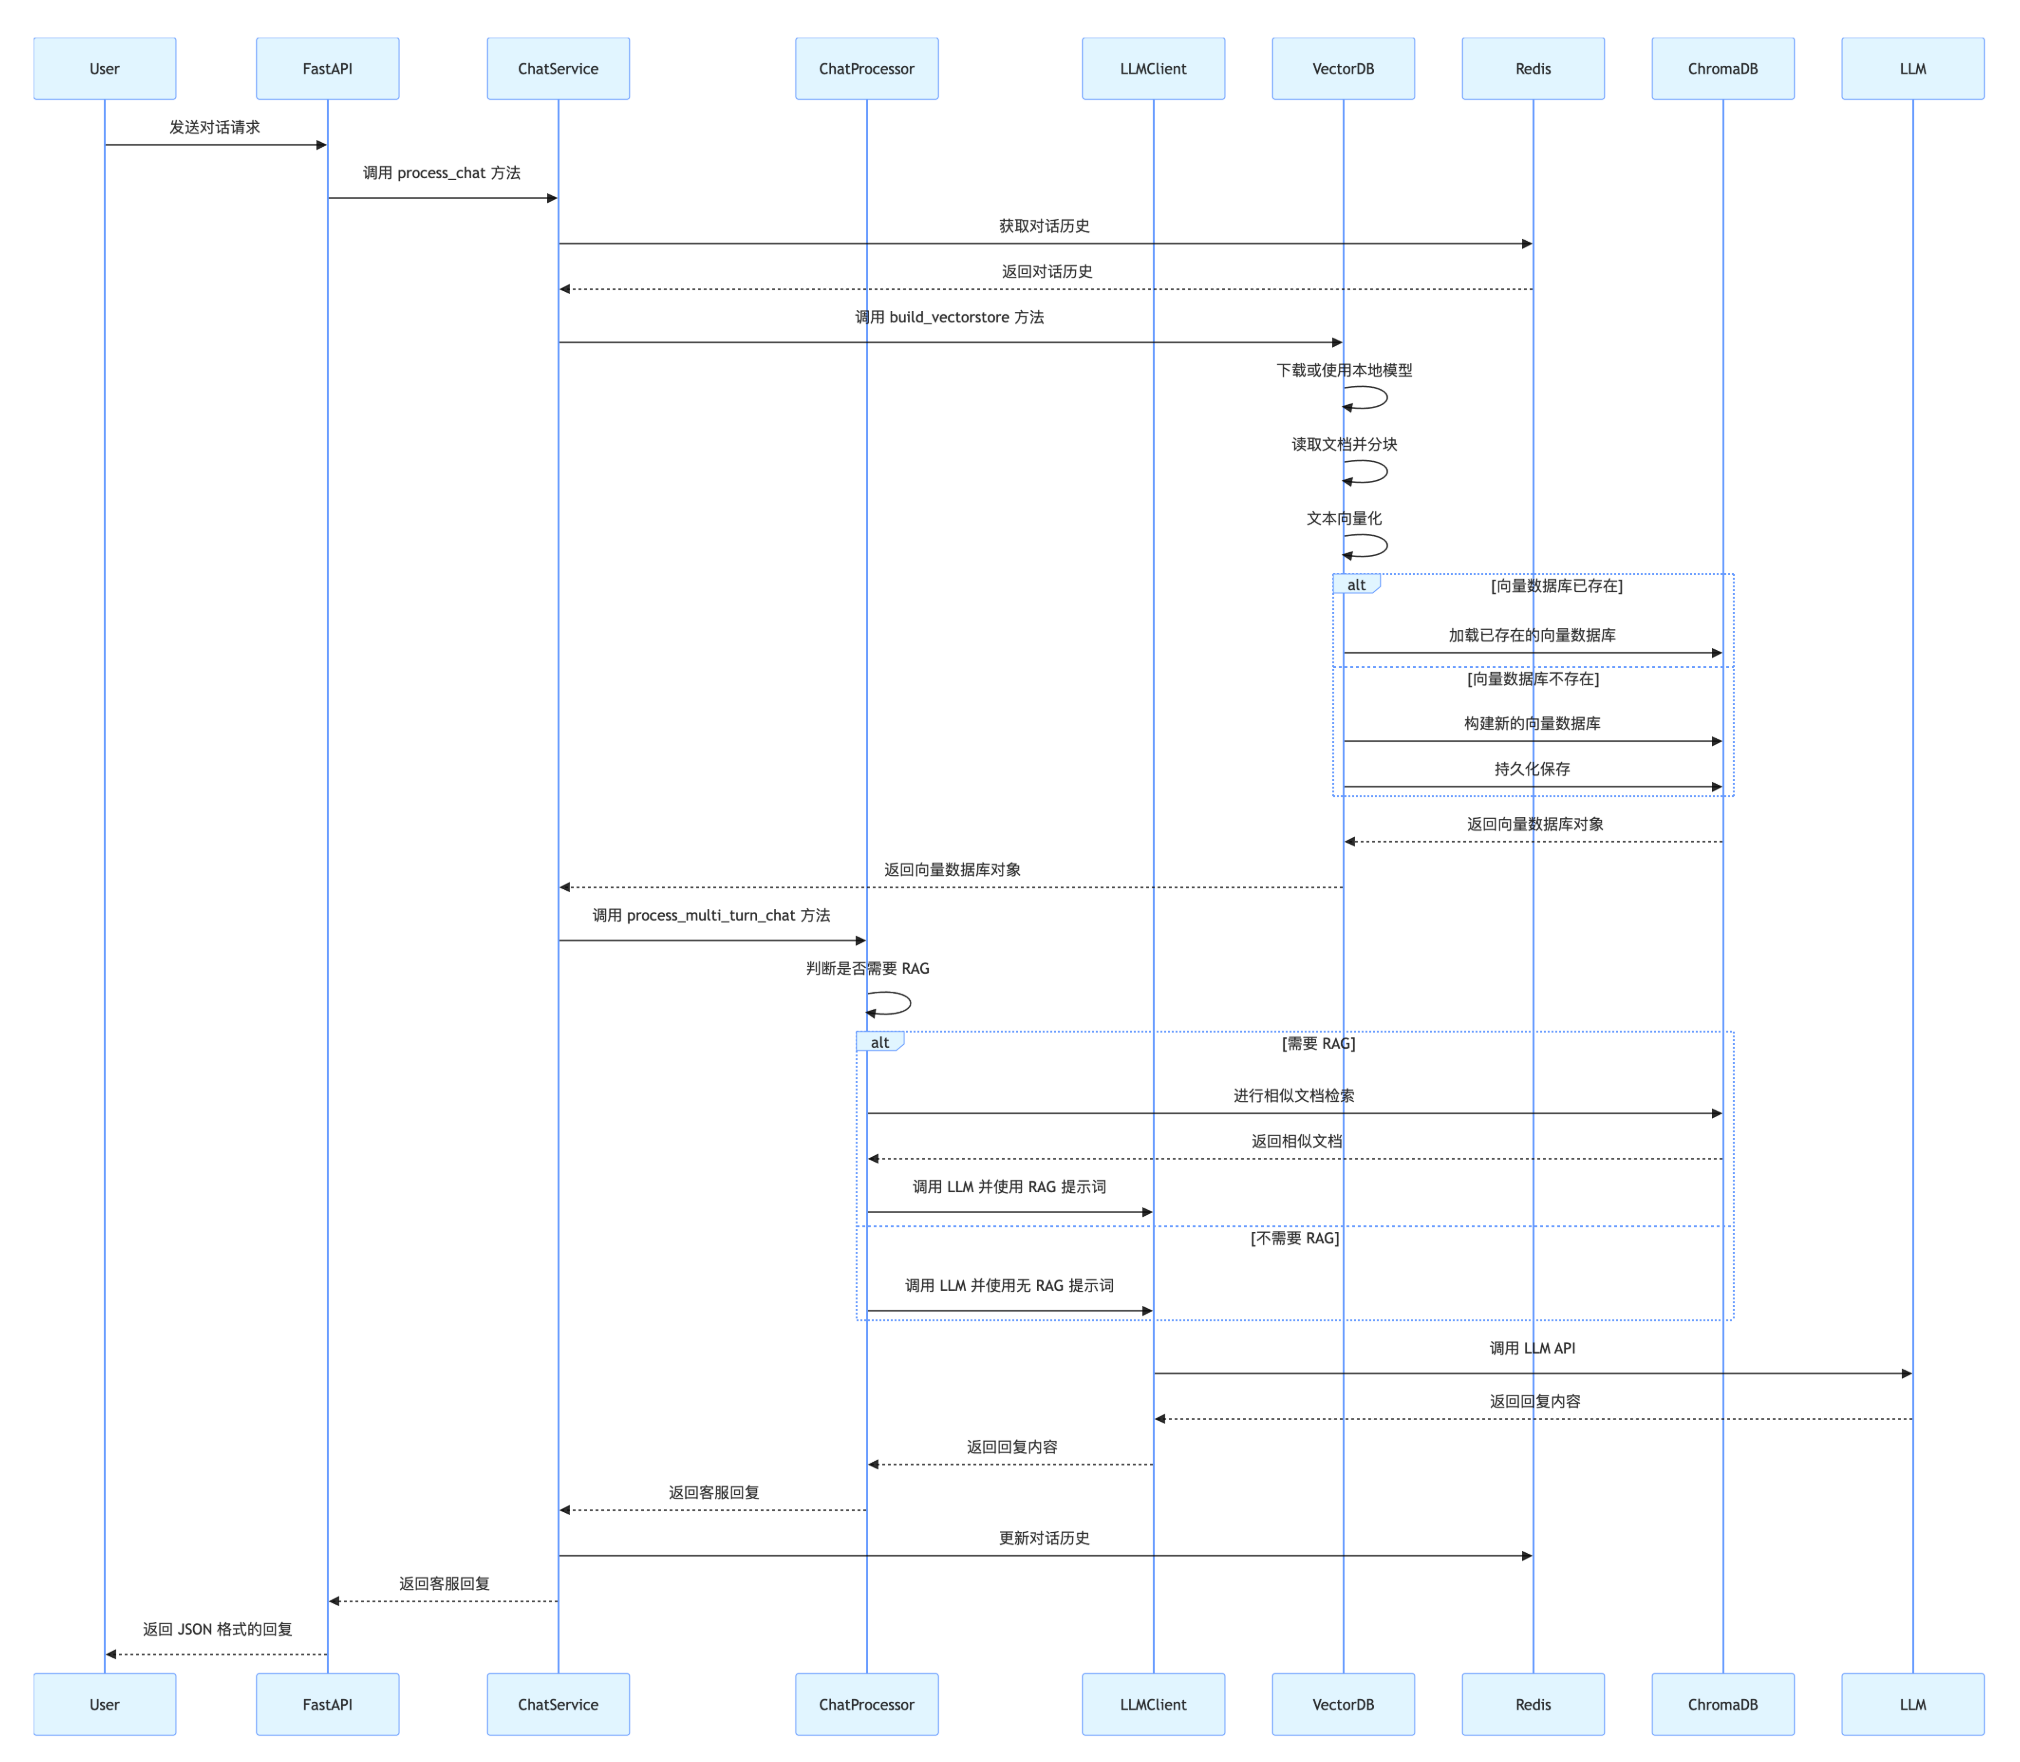 User
FastAPI
ChatService
ChatProcessor
LLMClient
VectorDB
Redis
ChromaDB
LLM
发送对话请求
调用 process_chat 方法
获取对话历史
返回对话历史
调用 build_vectorstore 方法
下载或使用本地模型
读取文档并分块
文本向量化
alt
[向量数据库已存在]
加载已存在的向量数据库
[向量数据库不存在]
构建新的向量数据库
持久化保存
返回向量数据库对象
返回向量数据库对象
调用 process_multi_turn_chat 方法
判断是否需要 RAG
alt
[需要 RAG]
进行相似文档检索
返回相似文档
调用 LLM 并使用 RAG 提示词
[不需要 RAG]
调用 LLM 并使用无 RAG 提示词
调用 LLM API
返回回复内容
返回回复内容
返回客服回复
更新对话历史
返回客服回复
返回 JSON 格式的回复
User
FastAPI
ChatService
ChatProcessor
LLMClient
VectorDB
Redis
ChromaDB
LLM